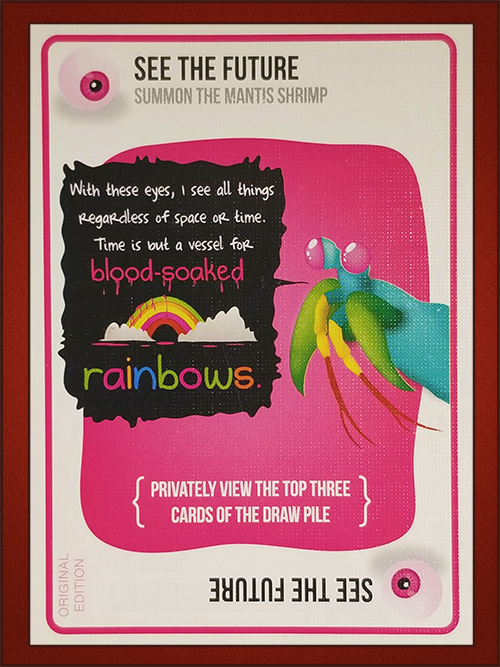 SEE THE FUTURE
SUMMON THE MANTIS SHRIMP
With these eyes, I see all things
regardless of space or time.
Time is but a vessel for
blood-soaked
rainbows.
{ PRIVATELY VIEW THE TOP THREE
CARDS OF THE DRAW PILE }
ORIGINAL
EDITION
SEE THE FUTURE